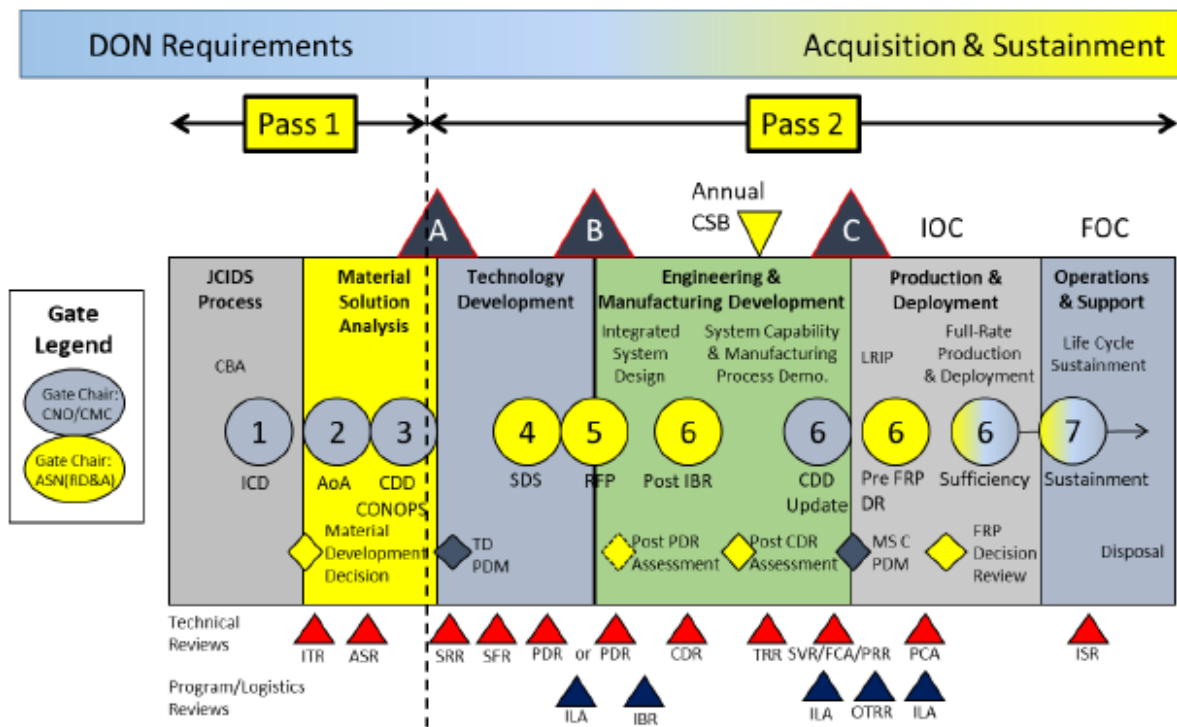 DON Requirements
Acquisition & Sustainment
Pass 1
Pass 2
Annual
CSB
A
B
C
IOC
FOC
Gate
Legend
Gate Chair:
CNO/CMC
Gate Chair:
ASN(RD&A)
JCIDS
Process
Material
Solution
Analysis
Technology
Development
Engineering &
Manufacturing Development
Production &
Deployment
Operations
& Support
CBA
Integrated
System
Design
System Capability
& Manufacturing
Process Demo.
LRIP
Full-Rate
Production
& Deployment
Life Cycle
Sustainment
1
2
3
4
5
6
6
6
6
7
ICD
AoA
CDD
CONOPS
SDS
RFP
Post IBR
CDD
Update
Pre FRP
DR
Sufficiency
Sustainment
Material
Development
Decision
TD
PDM
Post PDR
Assessment
Post CDR
Assessment
MS C
PDM
FRP
Decision
Review
Disposal
Technical
Reviews
ITR
ASR
SRR
SFR
PDR or PDR
CDR
TRR
SVR/FCA/PRR
PCA
ISR
Program/Logistics
Reviews
ILA
IBR
ILA
OTRR
ILA